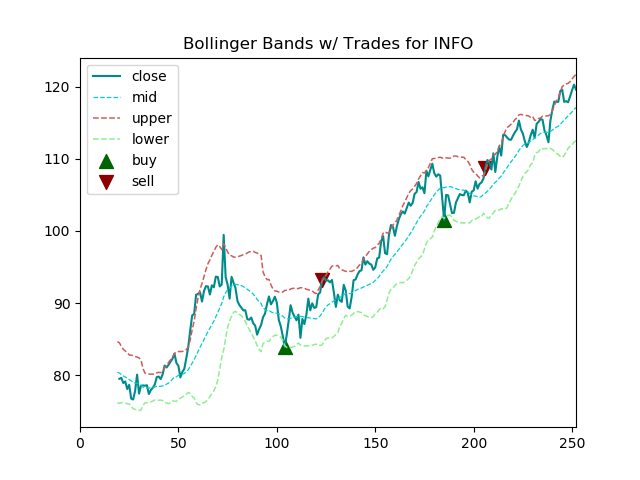 Bollinger Bands w/ Trades for INFO
close
mid
upper
lower
buy
sell
120
110
100
90
80
0 50 100 150 200 250